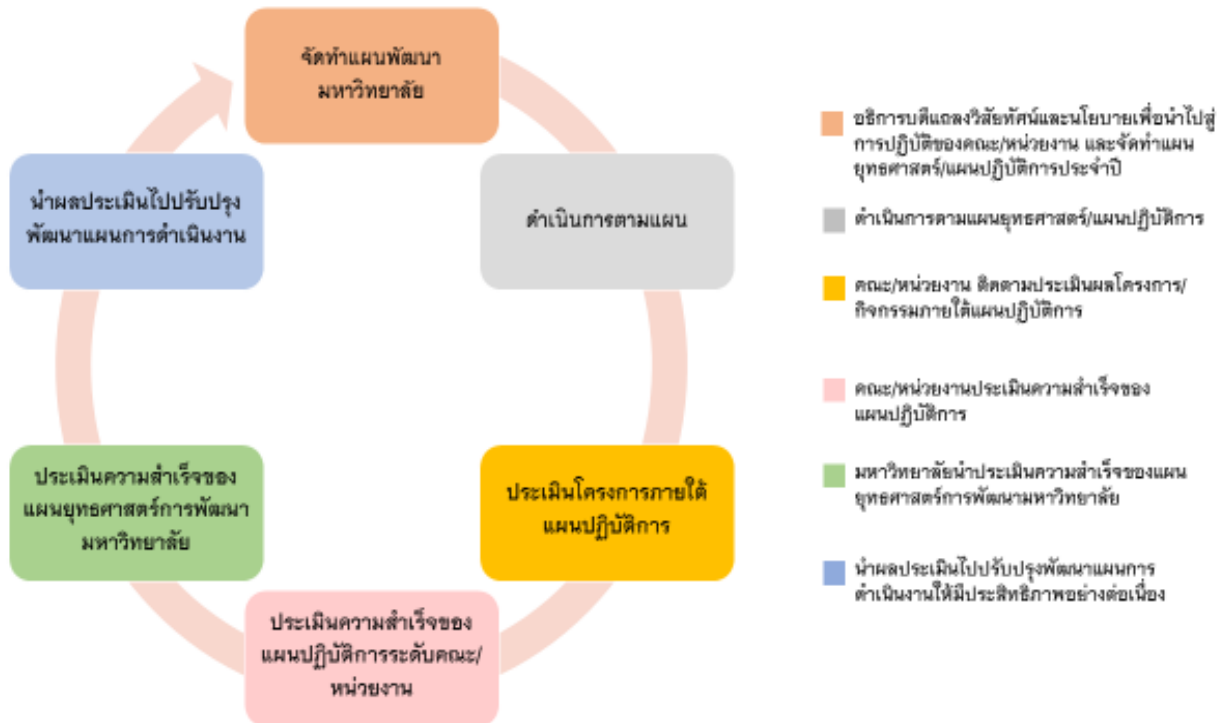 จัดทำแผนพัฒนา
มหาวิทยาลัย
ดำเนินการตามแผน
ประเมินโครงการภายใต้
แผนปฏิบัติการ
ประเมินความสำเร็จของ
แผนปฏิบัติการระดับคณะ/
หน่วยงาน
ประเมินความสำเร็จของ
แผนยุทธศาสตร์การพัฒนา
มหาวิทยาลัย
นำผลประเมินไปปรับปรุง
พัฒนาแผนการดำเนินงาน
อธิการบดีแถลงวิสัยทัศน์และนโยบายเพื่อนำไปสู่
การปฏิบัติของคณะ/หน่วยงาน และจัดทำแผน
ยุทธศาสตร์/แผนปฏิบัติการประจำปี
ดำเนินการตามแผนยุทธศาสตร์/แผนปฏิบัติการ
คณะ/หน่วยงาน ติดตามประเมินผลโครงการ/
กิจกรรมภายใต้แผนปฏิบัติการ
คณะ/หน่วยงานประเมินความสำเร็จของ
แผนปฏิบัติการ
มหาวิทยาลัยนำประเมินความสำเร็จของแผน
ยุทธศาสตร์การพัฒนามหาวิทยาลัย
นำผลประเมินไปปรับปรุงพัฒนาแผนการ
ดำเนินงานให้มีประสิทธิภาพอย่างต่อเนื่อง